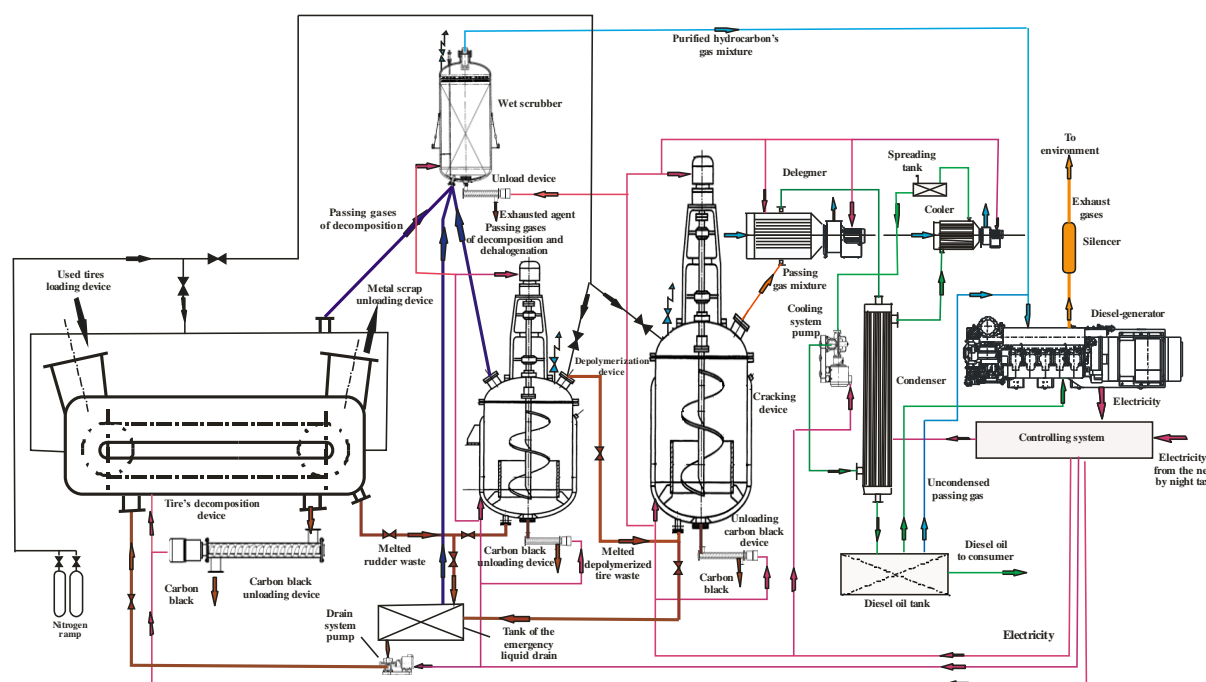 Purified hydrocarbon's
gas mixture
Wet scrubber
To
environment
Spreading
tank
Delegmer
Unload device
Exhaust
gases
Passing gases
of decomposition
Exhausted agent
Cooler
Passing gases
of decomposition and
dehalogenation
Silencer
Used tires
loading device
Metal scrap
unloading device
Passing
gas mixture
Cooling
system
pump
Diesel-generator
Depolymerization
device
Condenser
Cracking
device
Electricity
Controlling system
Electricity
from the ne
by night tax
Uncondensed
passing gas
Tire's decomposition
device
Unloading
carbon black
device
Diesel oil
to consumer
Melted
rudder waste
Carbon black
unloading device
Melted
depolymerized
tire waste
Carbon
black
Carbon
black
Carbon black
unloading device
Diesel oil tank
Nitrogen
ramp
Drain
system
pump
Tank of the
emergency
liquid drain
Electricity